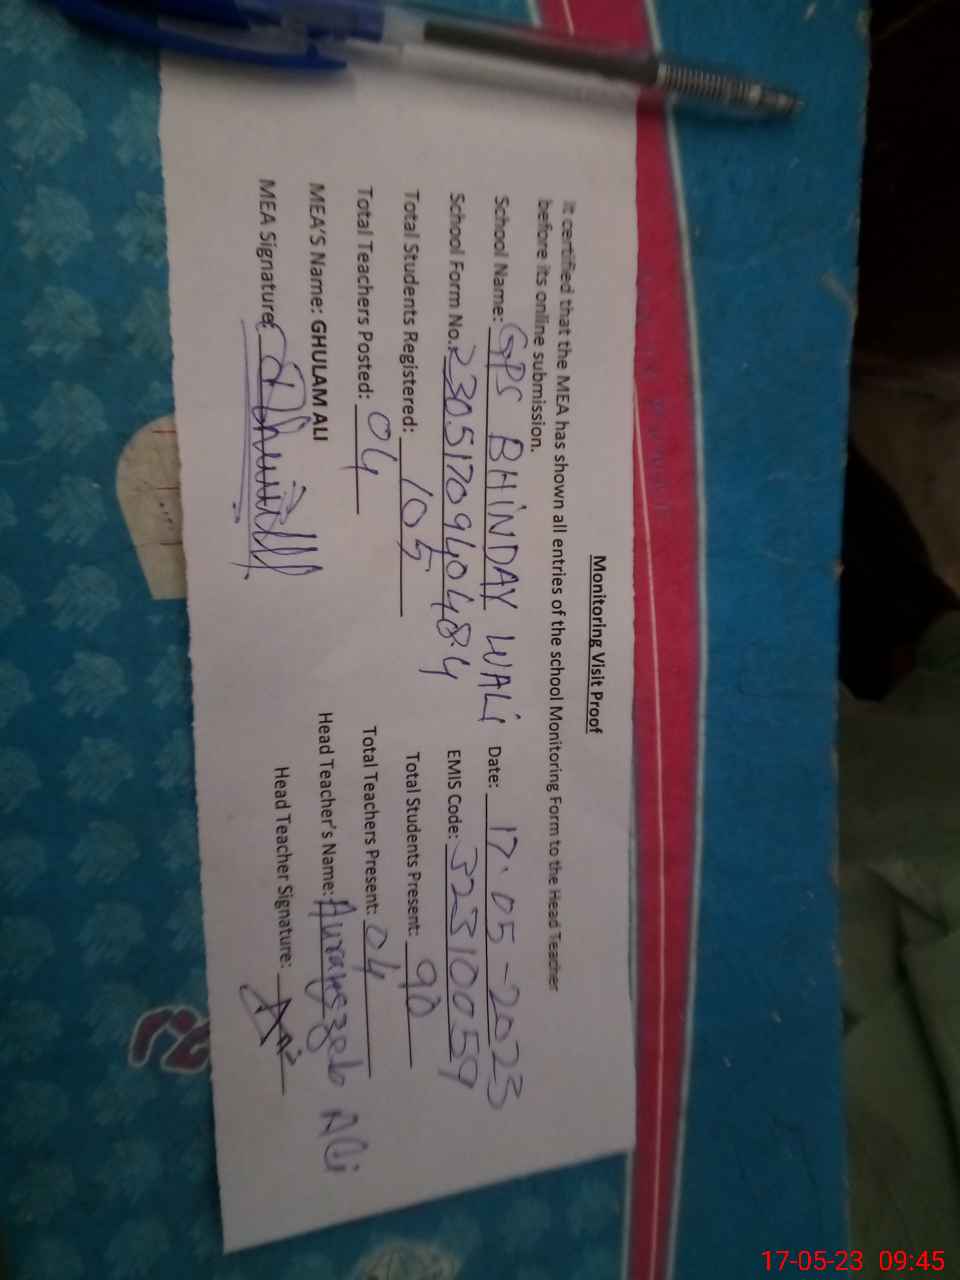 Monitoring Visit Proof
It certified that the MEA has shown all entries of the school Monitoring Form to the Head Teacher
before its online submission.
School Name: GPS BHINDAY WALI Date: 17-05-2023
School Form No. 2305170940484 EMIS Code: 32310059
Total Students Registered: 105 Total Students Present: 90
Total Teachers Posted: 04 Total Teachers Present: 04
MEA'S Name: GHULAM ALI Head Teacher's Name: Aurangzeb Ali
MEA Signature: Head Teacher Signature:
17-05-23 09:45